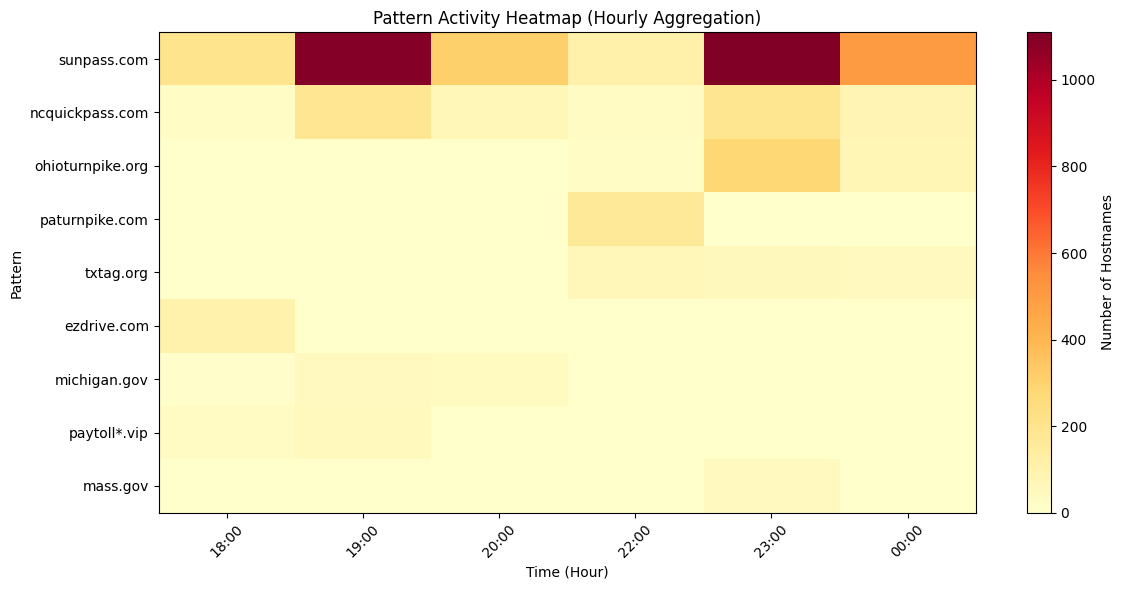 Pattern Activity Heatmap (Hourly Aggregation)
sunpass.com
ncquickpass.com
ohioturnpike.org
paturnpike.com
txtag.org
ezdrive.com
michigan.gov
paytoll*.vip
mass.gov
Pattern
18:00
19:00
20:00
22:00
23:00
00:00
Time (Hour)
1000
800
600
400
200
0
Number of Hostnames